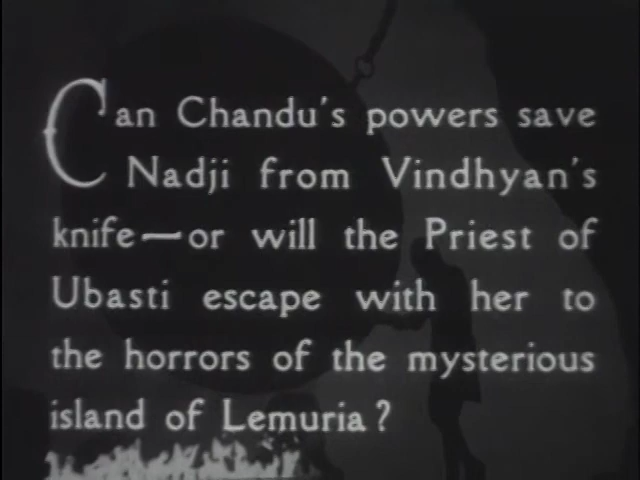 Can Chandu's powers save
Nadji from Vindhyan's
knife—or will the Priest of
Ubasti escape with her to
the horrors of the mysterious
island of Lemuria?